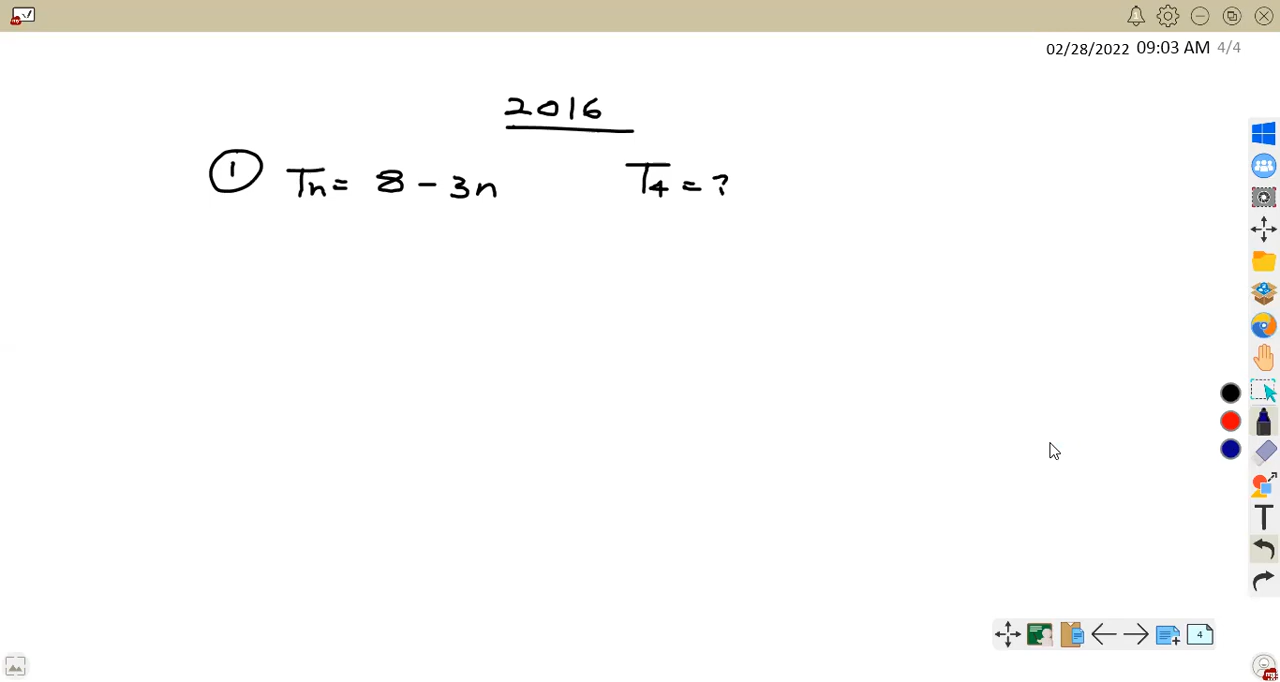 02/28/2022 09:03 AM 4/4
2016
① Tn = 8 - 3n T4 = ?
T
4